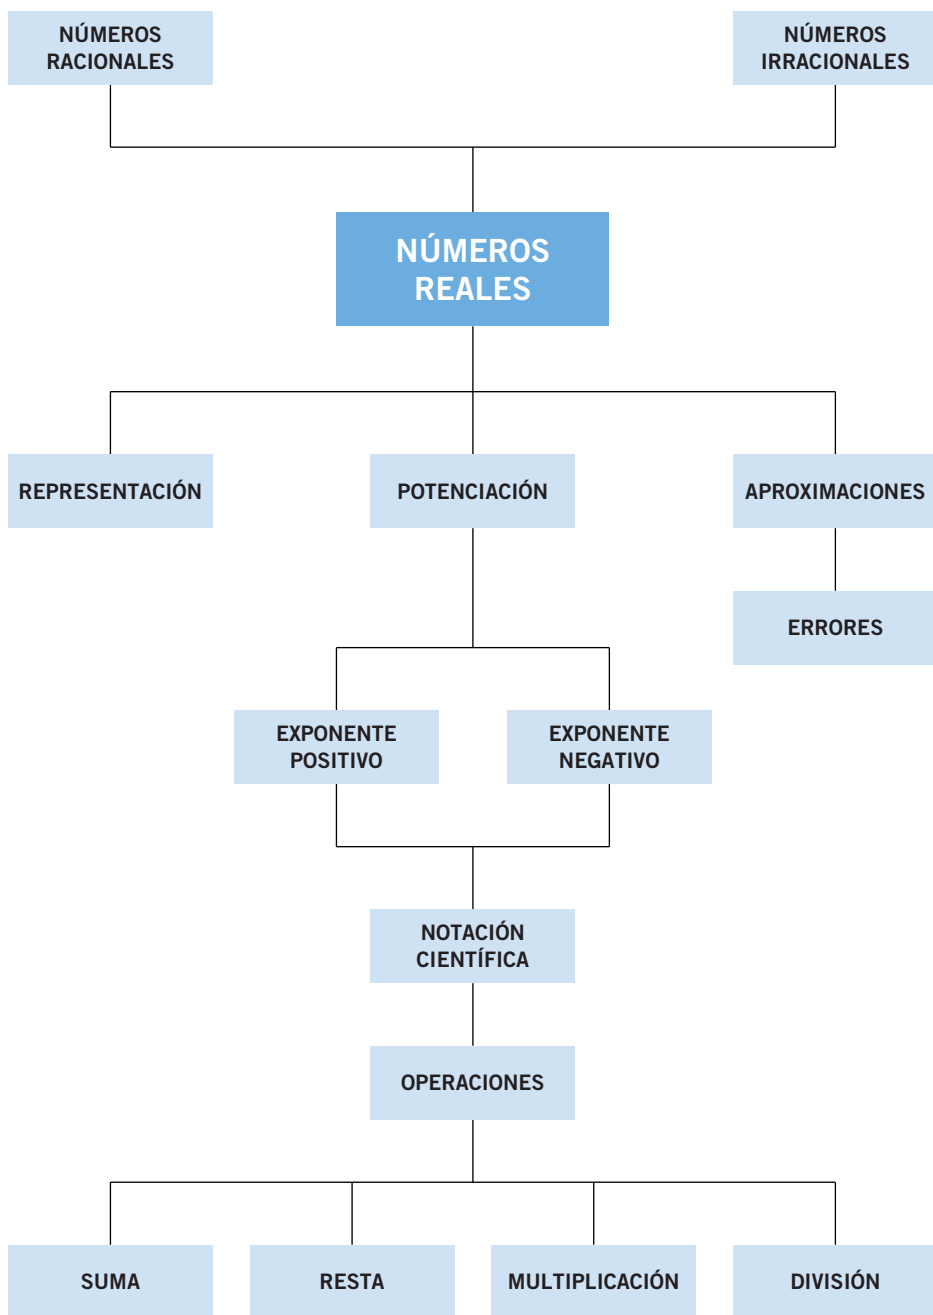 NÚMEROS
RACIONALES
NÚMEROS
IRRACIONALES
NÚMEROS
REALES
REPRESENTACIÓN
POTENCIACIÓN
APROXIMACIONES
ERRORES
EXPONENTE
POSITIVO
EXPONENTE
NEGATIVO
NOTACIÓN
CIENTÍFICA
OPERACIONES
SUMA
RESTA
MULTIPLICACIÓN
DIVISIÓN